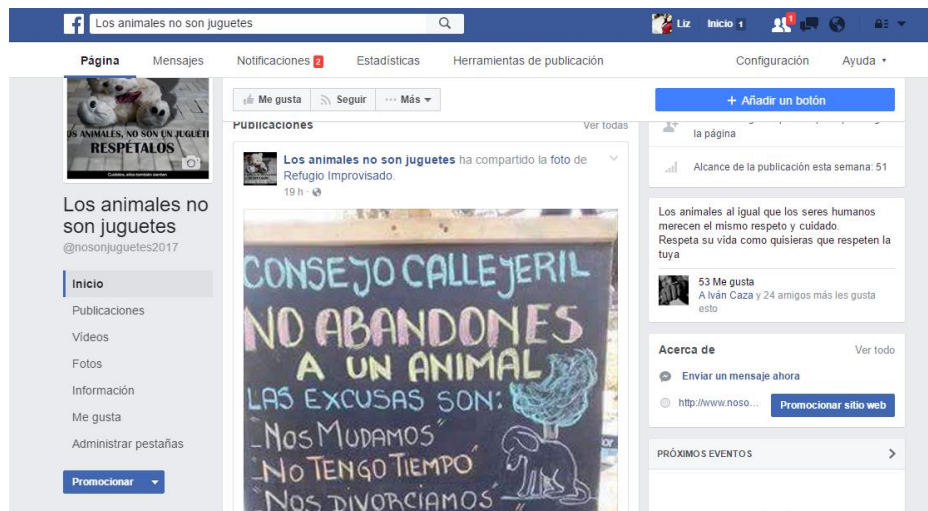 Los animales no son juguetes
Liz
Inicio 1
1
Página
Mensajes
Notificaciones 2
Estadísticas
Herramientas de publicación
Configuración
Ayuda
US ANIMALES, NO SON UN JUGUETE
RESPÉTALOS
Los animales no
son juguetes
@nosonjuguetes2017
Inicio
Publicaciones
Vídeos
Fotos
Información
Me gusta
Administrar pestañas
Promocionar
Me gusta
Seguir
··· Más
+ Añadir un botón
Publicaciones
Ver todas
Los animales no son juguetes ha compartido la foto de
Refugio Improvisado.
19 h ·
CONSEJO CALLEJERIL
NO ABANDONES
A UN ANIMAL
LAS EXCUSAS SON:
-"NOS MUDAMOS"
-"NO TENGO TIEMPO"
"NOS DIVORCIAMOS"
la página
Alcance de la publicación esta semana: 51
Los animales al igual que los seres humanos
merecen el mismo respeto y cuidado.
Respeta su vida como quisieras que respeten la
tuya
53 Me gusta
A Iván Caza y 24 amigos más les gusta
esto
Acerca de
Ver todo
Enviar un mensaje ahora
http://www.noso...
Promocionar sitio web
PRÓXIMOS EVENTOS